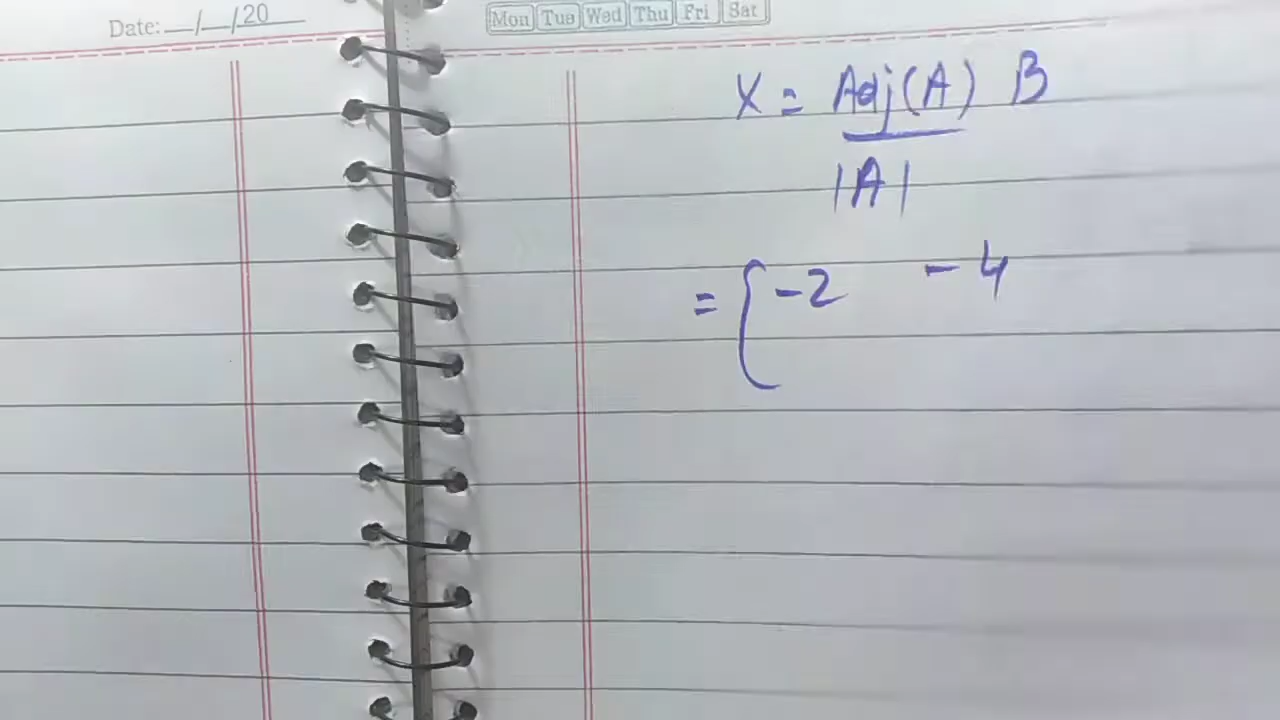 Date: __/__/20
Mon Tue Wed Thu Fri Sat
X = Adj(A) B
|A|
= [ -2 -4